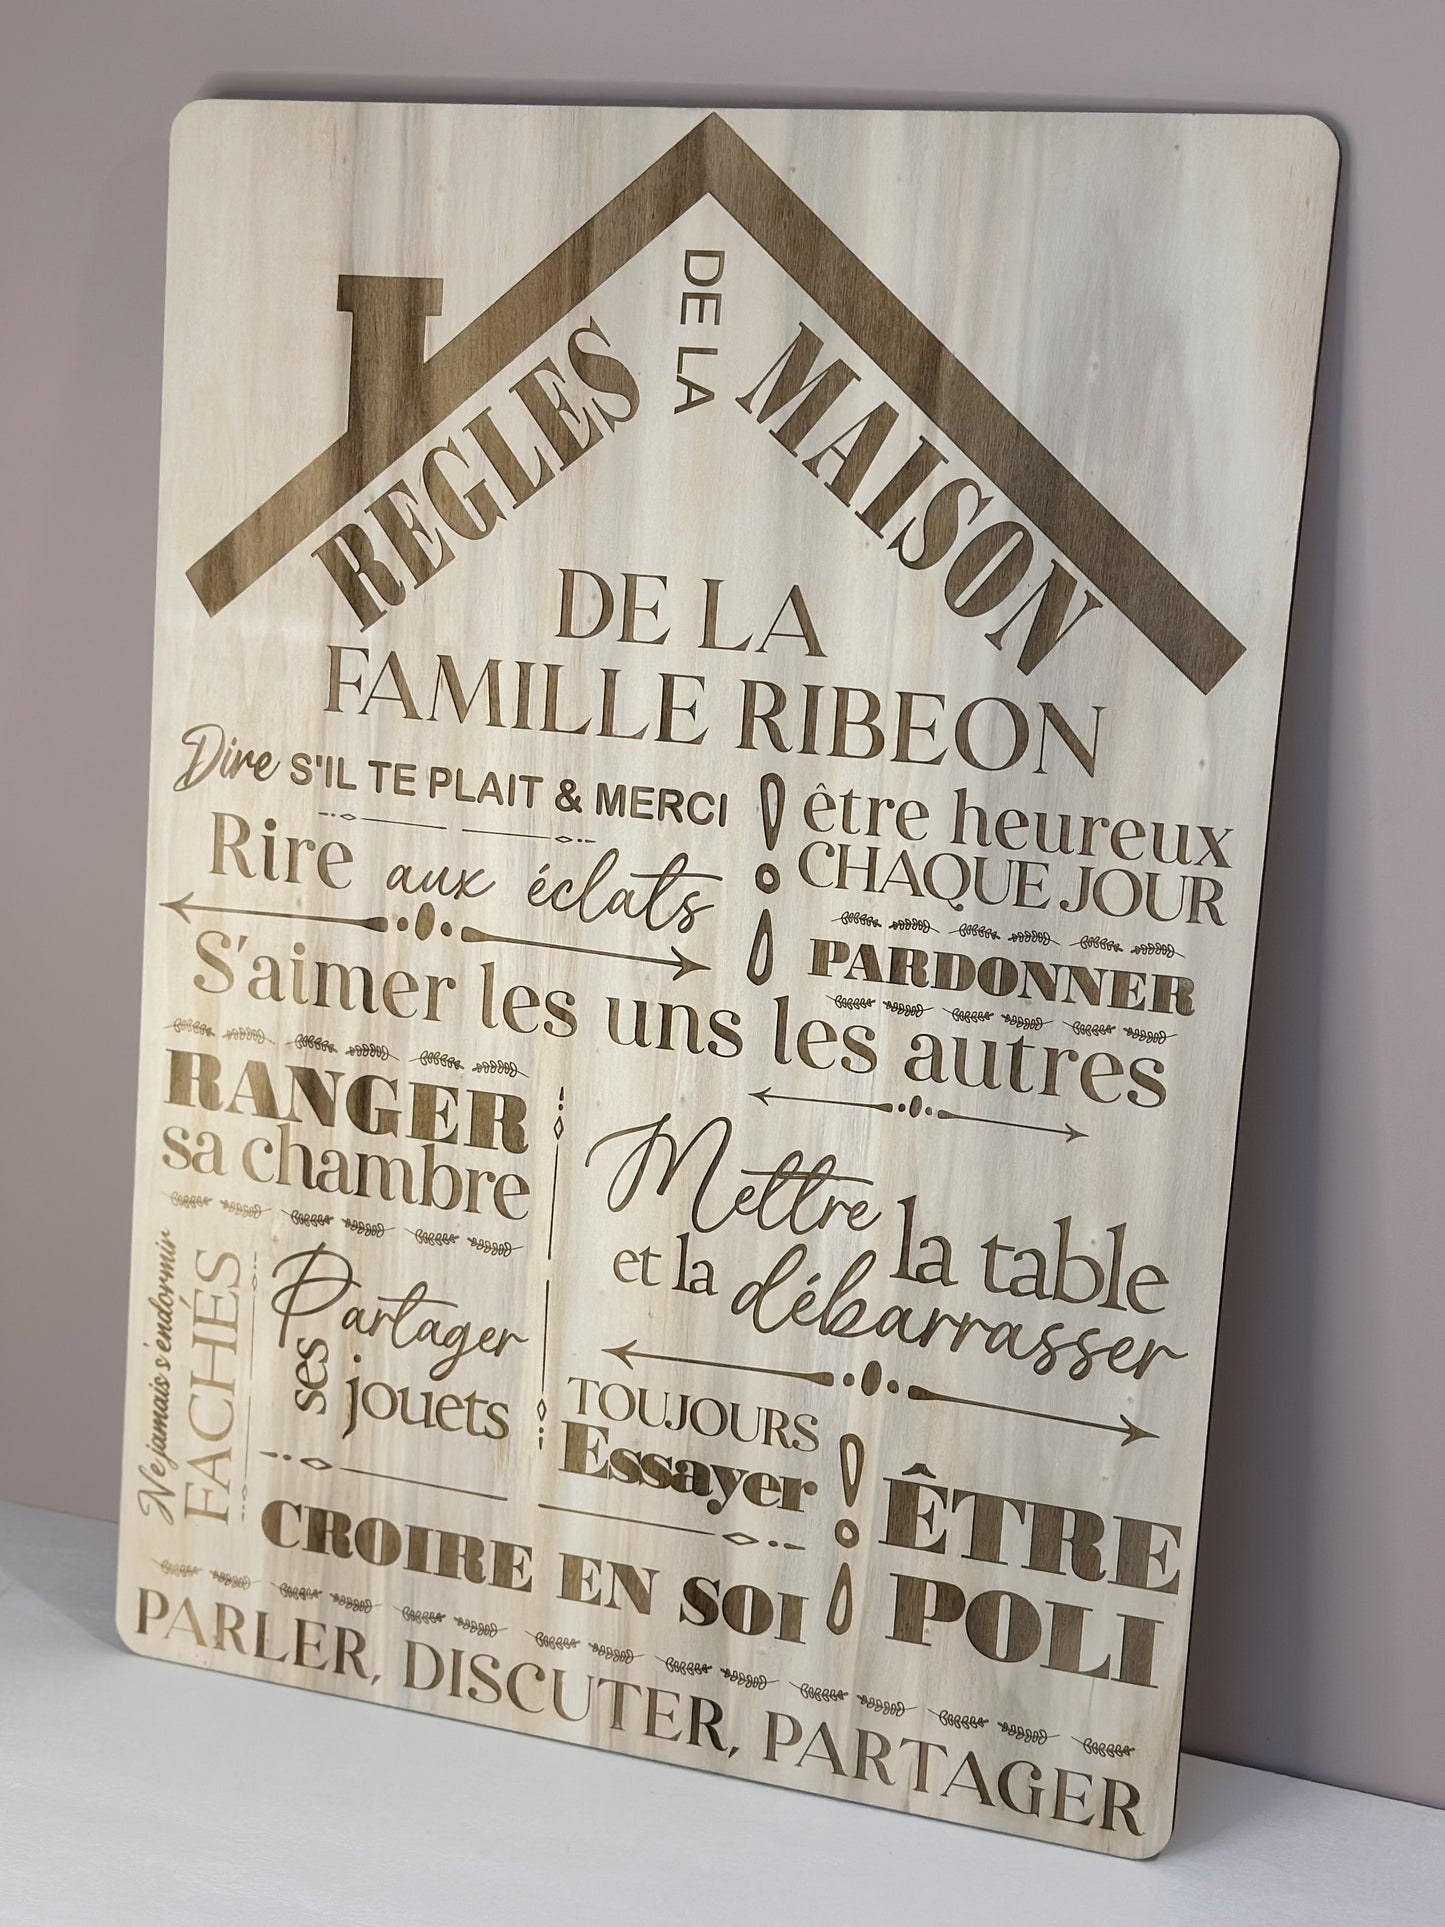 REGLES
DE LA
MAISON
DE LA
FAMILLE RIBEON
Dire S'IL TE PLAIT & MERCI
Rire aux éclats
être heureux
CHAQUE JOUR
PARDONNER
S'aimer les uns les autres
RANGER
sa chambre
Mettre la table
et la débarrasser
Ne jamais s'endormir
FACHÉS
Partager
ses jouets
TOUJOURS
Essayer
ÊTRE
POLI
CROIRE EN SOI
PARLER, DISCUTER, PARTAGER